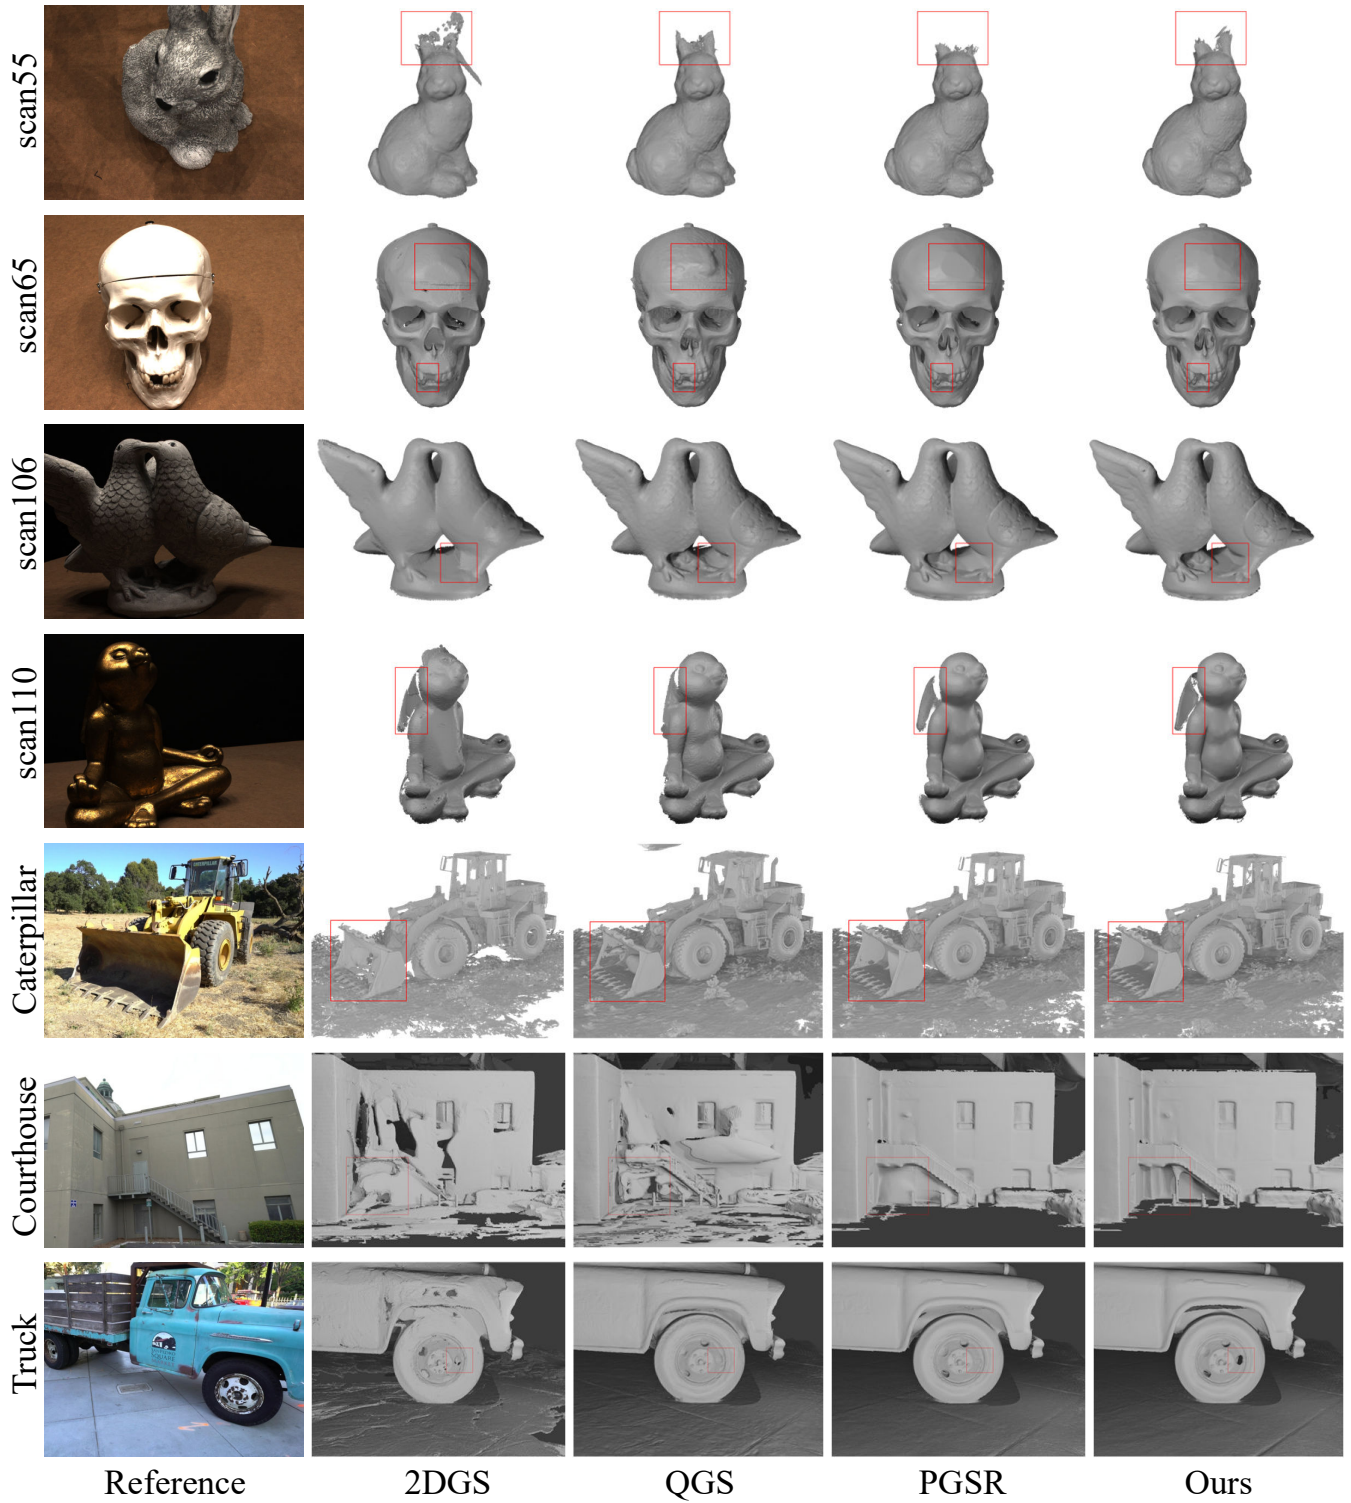 scan55
scan65
scan106
scan110
Caterpillar
Courthouse
Truck
Reference
2DGS
QGS
PGSR
Ours